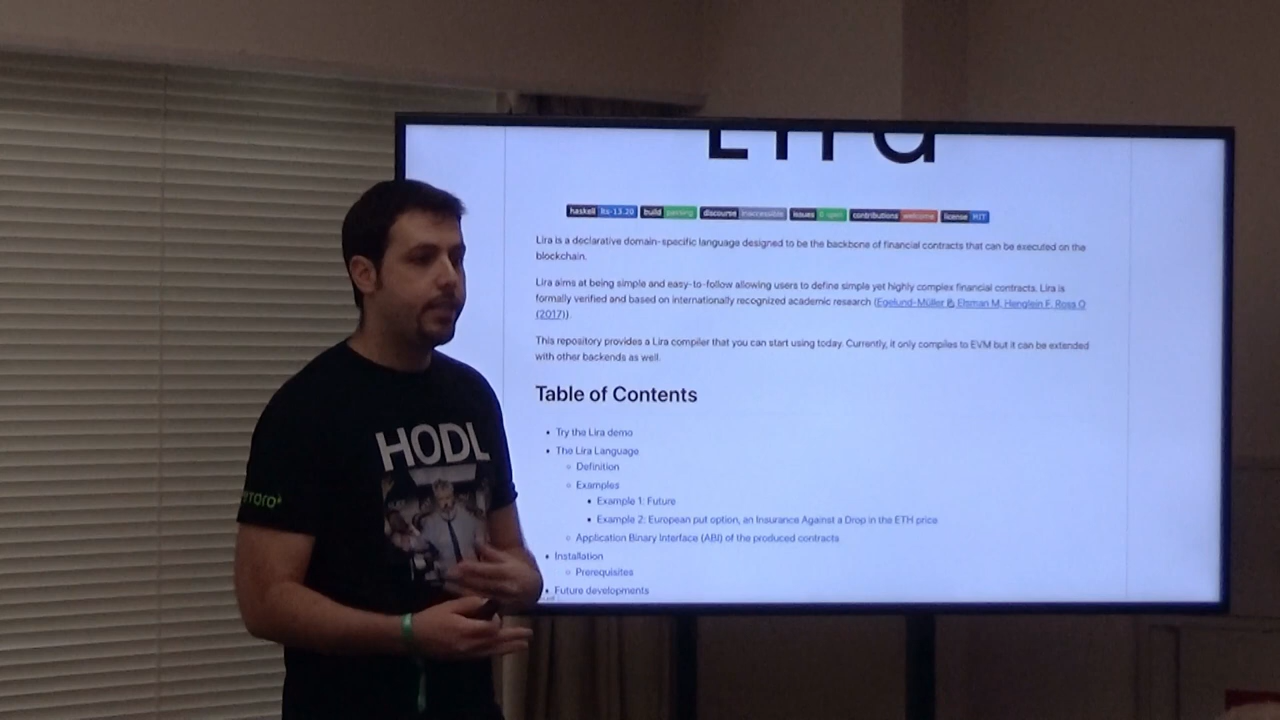 Lira
haskell lts-13.20 build passing discourse inaccessible issues 0 open contributions welcome license MIT
Lira is a declarative domain-specific language designed to be the backbone of financial contracts that can be executed on the
blockchain.
Lira aims at being simple and easy-to-follow allowing users to define simple yet highly complex financial contracts. Lira is
formally verified and based on internationally recognized academic research (Egelund-Müller B, Elsman M, Henglein F, Ross O
(2017)).
This repository provides a Lira compiler that you can start using today. Currently, it only compiles to EVM but it can be extended
with other backends as well.
Table of Contents
• Try the Lira demo
• The Lira Language
◦ Definition
◦ Examples
▪ Example 1: Future
▪ Example 2: European put option, an Insurance Against a Drop in the ETH price
◦ Application Binary Interface (ABI) of the produced contracts
• Installation
◦ Prerequisites
• Future developments
HODL